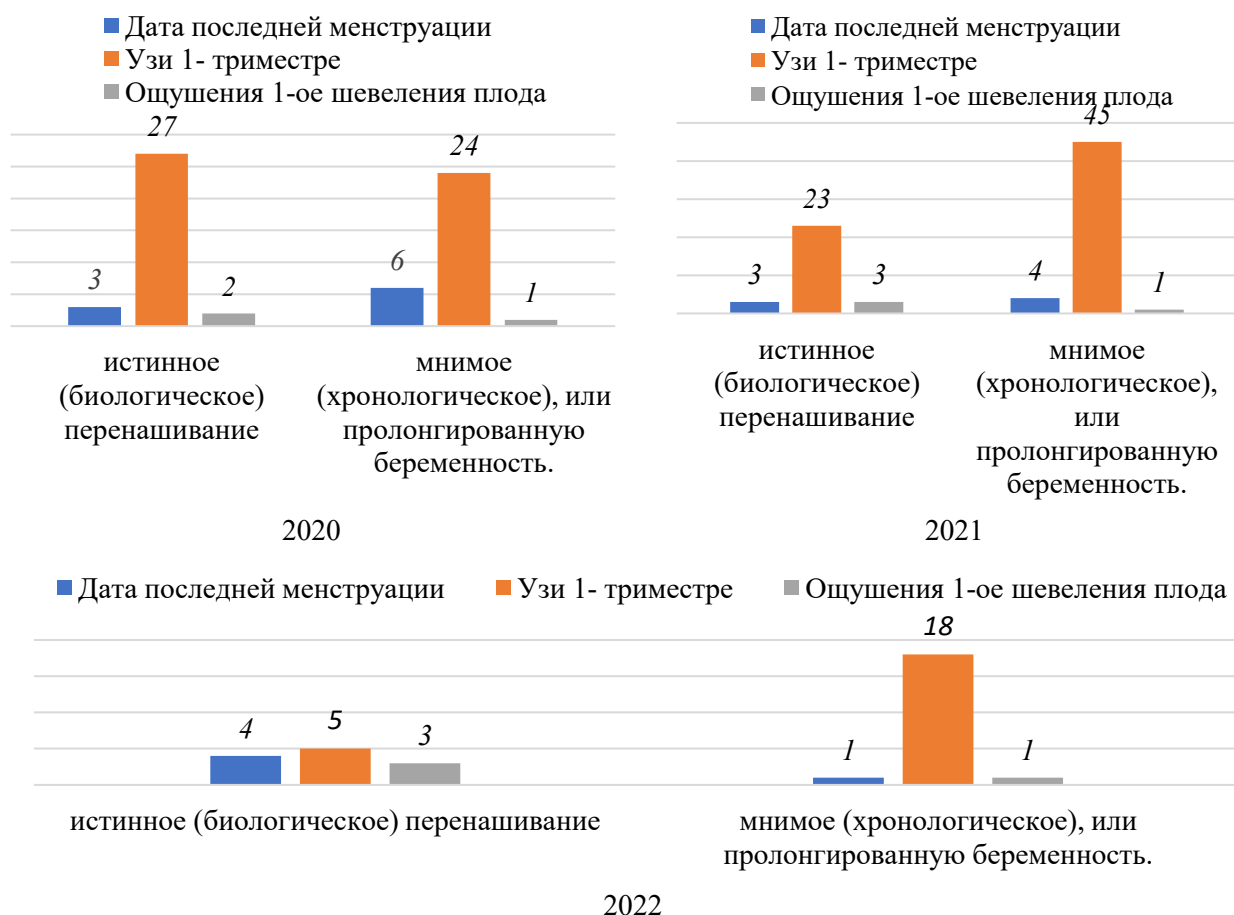 Дата последней менструации
Узи 1- триместре
Ощушения 1-ое шевеления плода
27
24
3
2
6
1
истинное
(биологическое)
перенашивание
мнимое
(хронологическое), или
пролонгированную
беременность.
2020
Дата последней менструации
Узи 1- триместре
Ощушения 1-ое шевеления плода
45
23
3
3
4
1
истинное
(биологическое)
перенашивание
мнимое
(хронологическое),
или
пролонгированную
беременность.
2021
Дата последней менструации Узи 1- триместре Ощушения 1-ое шевеления плода
18
4 5 3 1 1
истинное (биологическое) перенашивание
мнимое (хронологическое), или
пролонгированную беременность.
2022